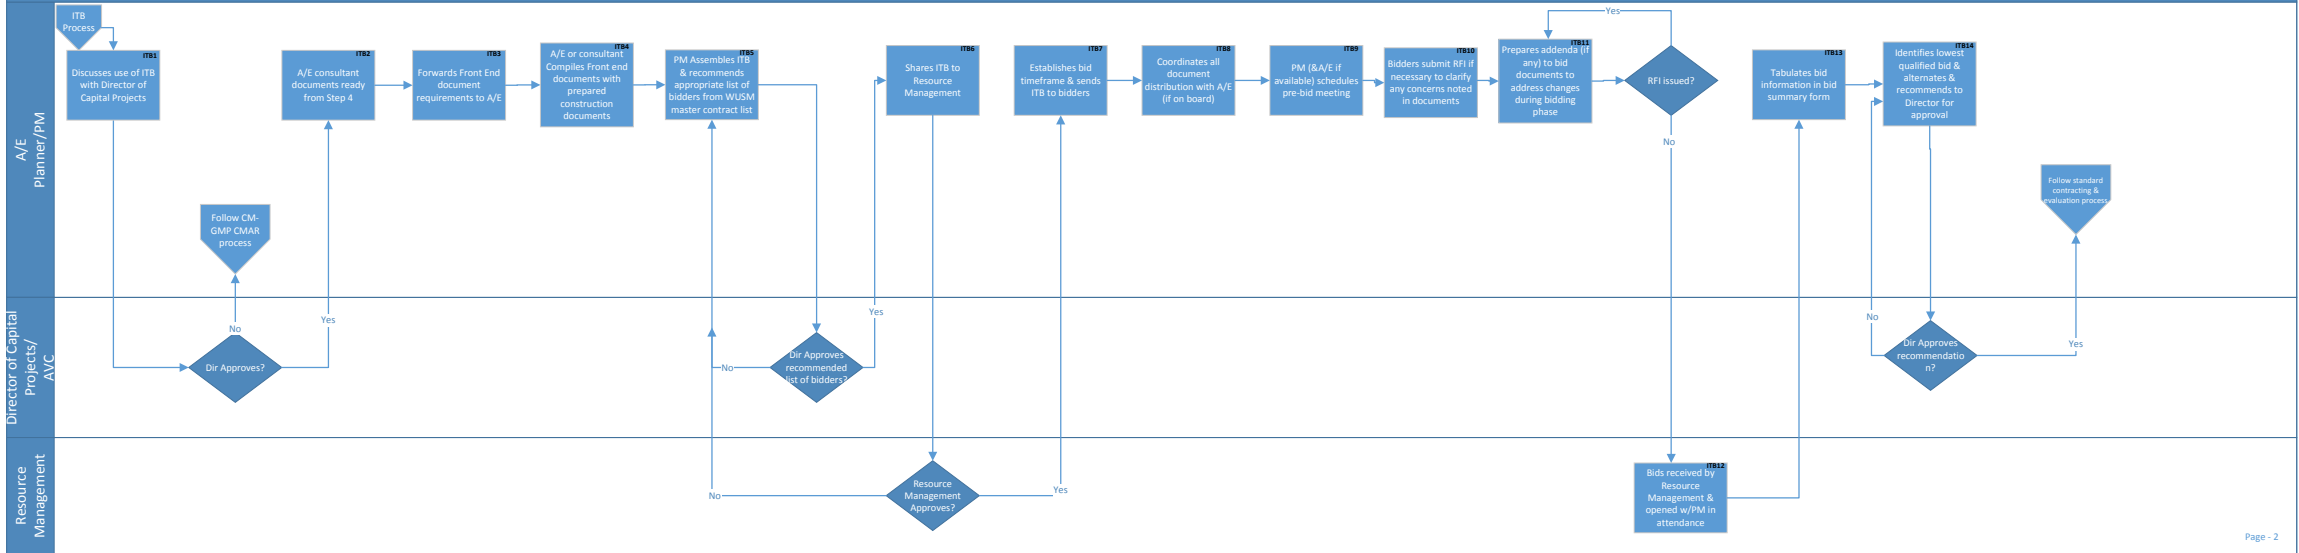 A/E
Planner/PM
ITB
Process
ITB1
Discusses use of ITB
with Director of
Capital Projects
Follow CM-
GMP CMAR
process
ITB2
A/E consultant
documents ready
from Step 4
ITB3
Forwards Front End
document
requirements to A/E
ITB4
A/E or consultant
Compiles Front end
documents with
prepared
construction
documents
ITB5
PM Assembles ITB
& recommends
appropriate list of
bidders from WUSM
master contract list
ITB6
Shares ITB to
Resource
Management
ITB7
Establishes bid
timeframe & sends
ITB to bidders
ITB8
Coordinates all
document
distribution with A/E
(if on board)
ITB9
PM (&A/E if
available) schedules
pre-bid meeting
ITB10
Bidders submit RFI if
necessary to clarify
any concerns noted
in documents
ITB11
Prepares addenda (if
any) to bid
documents to
address changes
during bidding
phase
Yes
RFI issued?
No
ITB13
Tabulates bid
information in bid
summary form
ITB14
Identifies lowest
qualified bid &
alternates &
recommends to
Director for
approval
Follow standard
contracting &
evaluation process
Director of Capital
Projects/
AVC
No
Dir Approves?
Yes
No
Dir Approves
recommended
list of bidders?
Yes
No
Dir Approves
recommendatio
n?
Yes
Resource
Management
No
Resource
Management
Approves?
Yes
ITB12
Bids received by
Resource
Management &
opened w/PM in
attendance
Page - 2